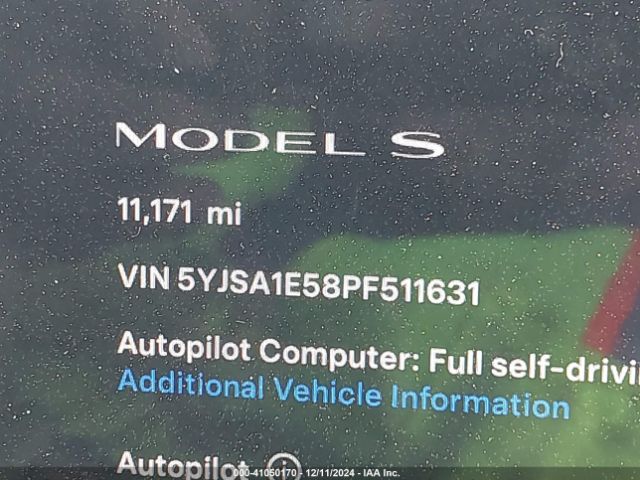 MODEL S
11,171 mi
VIN 5YJSA1E58PF511631
Autopilot Computer: Full self-drivin
Additional Vehicle Information
Autopilot
000-41050170 - 12/11/2024 - IAA Inc.